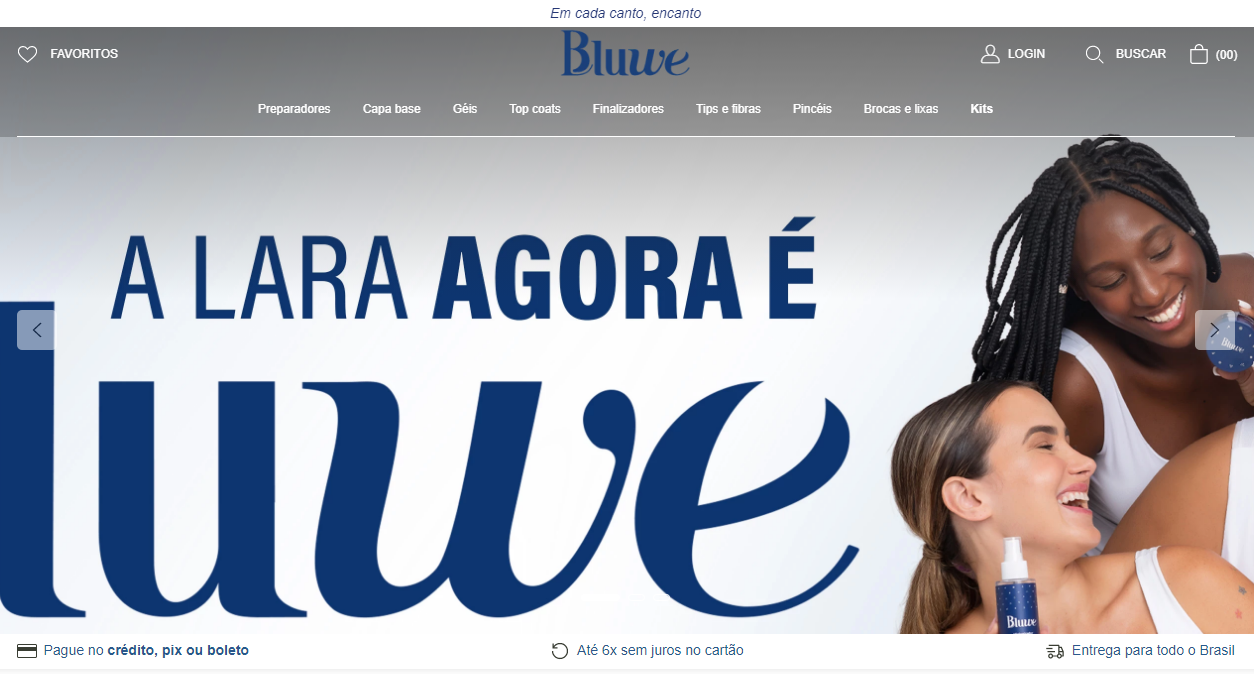 Em cada canto, encanto
FAVORITOS
Bluwe
LOGIN
BUSCAR
(00)
Preparadores Capa base Géis Top coats Finalizadores Tips e fibras Pincéis Brocas e lixas Kits
A LARA AGORA É
luwe
Bluwe
Bluwe
Pague no crédito, pix ou boleto
Até 6x sem juros no cartão
Entrega para todo o Brasil